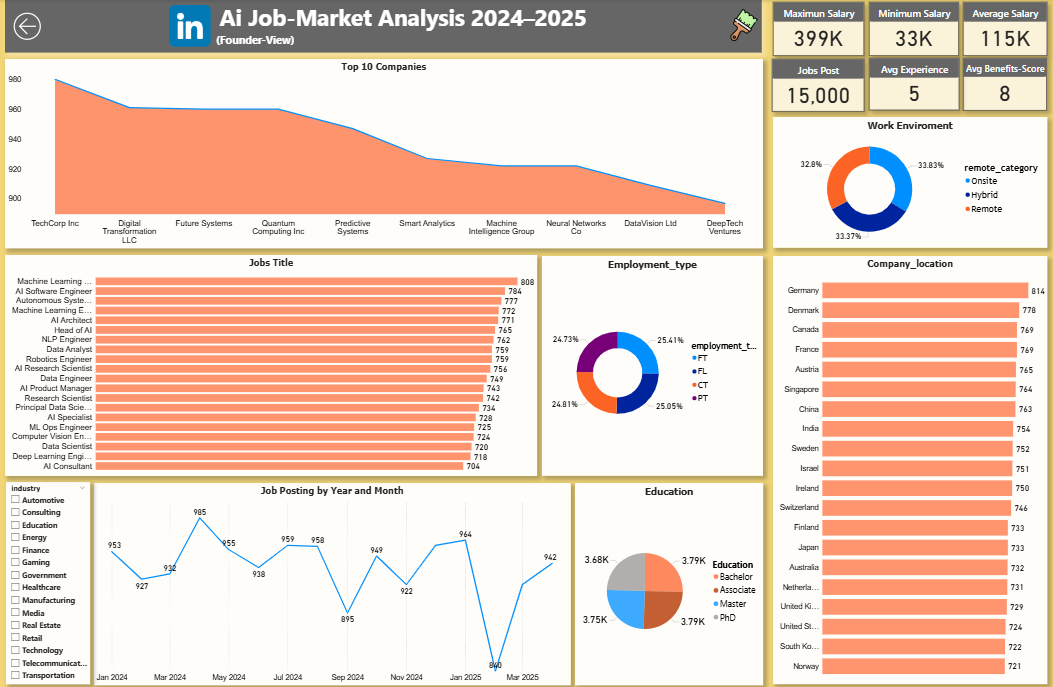 in
Ai Job-Market Analysis 2024–2025
(Founder-View)
Maximun Salary
399K
Minimum Salary
33K
Average Salary
115K
Jobs Post
15,000
Avg Experience
5
Avg Benefits-Score
8
Top 10 Companies
980
960
940
920
900
TechCorp Inc
Digital
Transformation
LLC
Future Systems
Quantum
Computing Inc
Predictive
Systems
Smart Analytics
Machine
Intelligence Group
Neural Networks
Co
DataVision Ltd
DeepTech
Ventures
Work Enviroment
32.8%
33.83%
33.37%
remote_category
Onsite
Hybrid
Remote
Jobs Title
Machine Learning ... 808
AI Software Engineer 784
Autonomous Syste... 777
Machine Learning E... 772
AI Architect 771
Head of AI 765
NLP Engineer 762
Data Analyst 759
Robotics Engineer 759
AI Research Scientist 756
Data Engineer 749
AI Product Manager 743
Research Scientist 742
Principal Data Scie... 734
AI Specialist 728
ML Ops Engineer 725
Computer Vision En... 724
Data Scientist 720
Deep Learning Engi... 718
AI Consultant 704
Employment_type
24.73%
25.41%
24.81%
25.05%
employment_t...
FT
FL
CT
PT
Company_location
Germany 814
Denmark 778
Canada 769
France 769
Austria 765
Singapore 764
China 763
India 754
Sweden 752
Israel 751
Ireland 750
Switzerland 746
Finland 733
Japan 733
Australia 732
Netherla... 731
United Ki... 729
United St... 724
South Ko... 722
Norway 721
industry
Automotive
Consulting
Education
Energy
Finance
Gaming
Government
Healthcare
Manufacturing
Media
Real Estate
Retail
Technology
Telecommunicat...
Transportation
Job Posting by Year and Month
953
927
932
985
955
938
959
958
895
949
922
964
840
942
Jan 2024
Mar 2024
May 2024
Jul 2024
Sep 2024
Nov 2024
Jan 2025
Mar 2025
Education
3.68K
3.79K
3.75K
3.79K
Education
Bachelor
Associate
Master
PhD